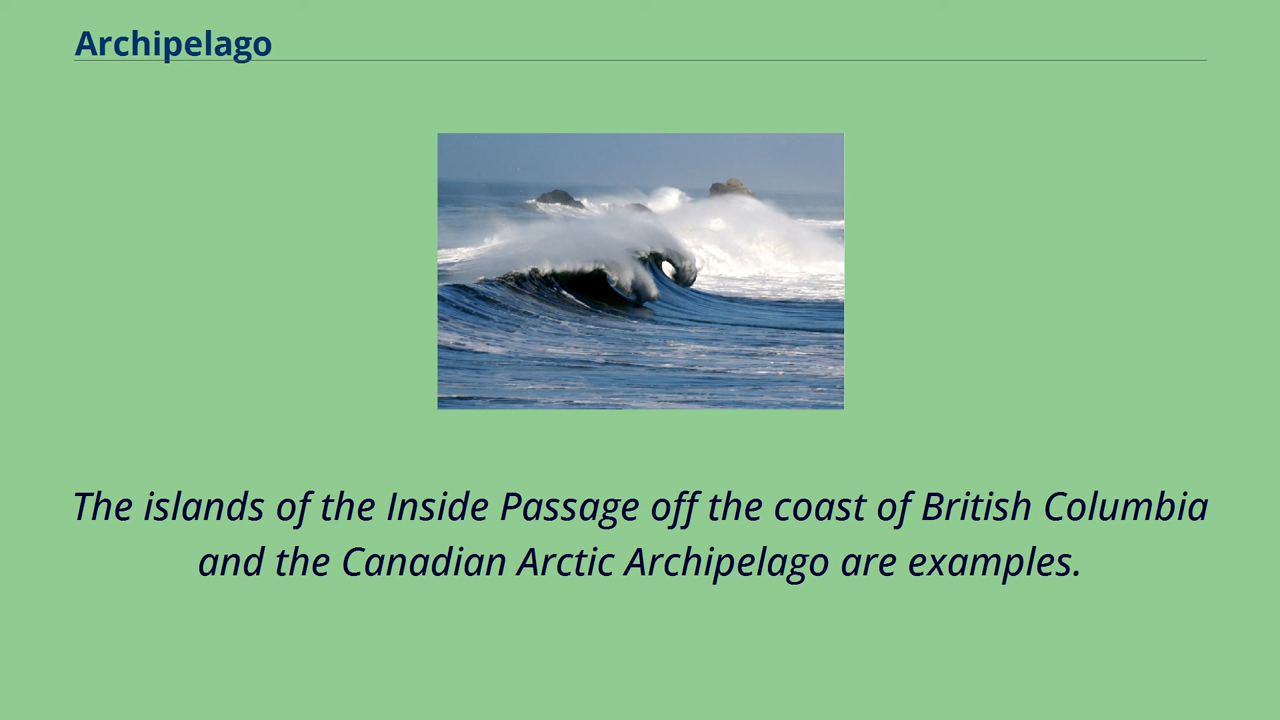 Archipelago
The islands of the Inside Passage off the coast of British Columbia
and the Canadian Arctic Archipelago are examples.